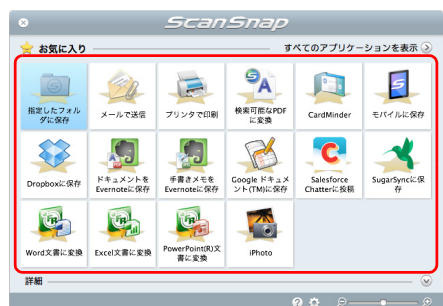 ScanSnap
お気に入り
すべてのアプリケーションを表示
指定したフォル
ダに保存
メールで送信
プリンタで印刷
検索可能なPDF
に変換
CardMinder
モバイルに保存
Dropboxに保存
ドキュメントを
Evernoteに保存
手書きメモを
Evernoteに保存
Google ドキュメ
ント(TM)に保存
Salesforce
Chatterに投稿
SugarSyncに保
存
Word文書に変換
Excel文書に変換
PowerPoint(R)文
書に変換
iPhoto
詳細